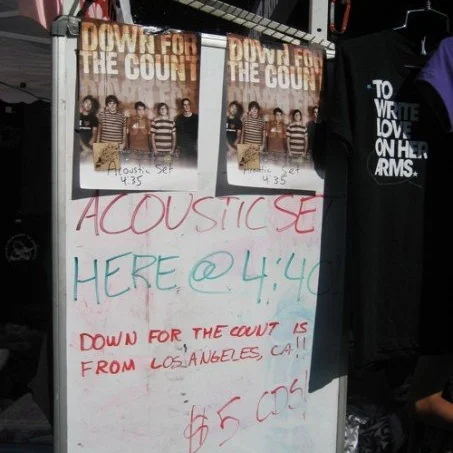 DOWN FOR
THE COUNT
Acoustic Set
4:35
DOWN FOR
THE COUNT
Set
4:35
TO
WRITE
LOVE
ON HER
ARMS.
ACOUSTIC SET
HERE @ 4:40
DOWN FOR THE COUNT IS
FROM LOS ANGELES, CA!!
$5 CDS!